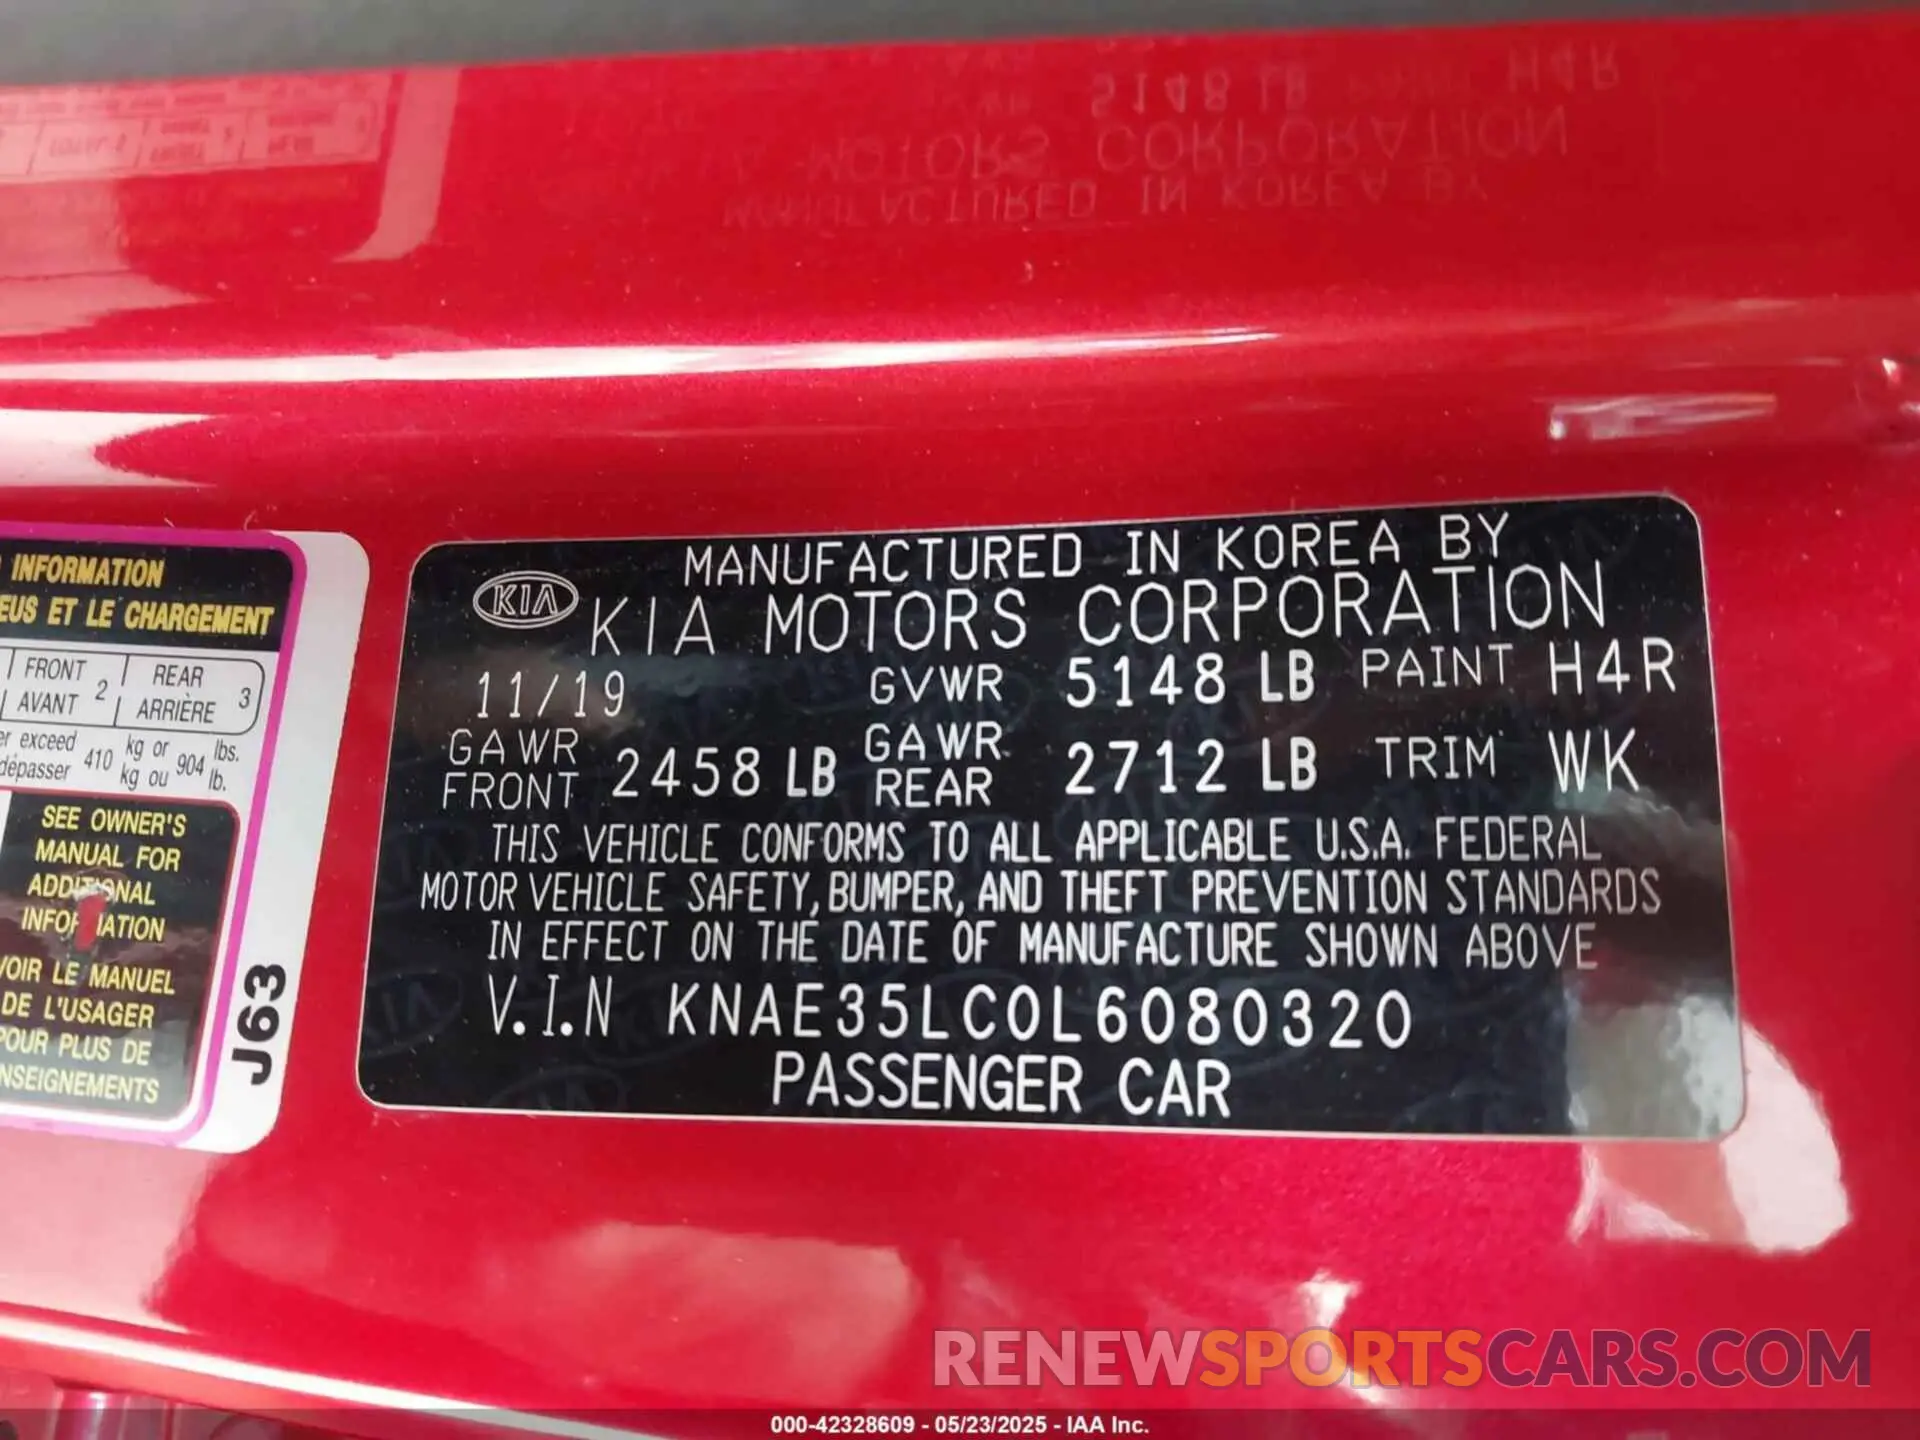 INFORMATION
EUS ET LE CHARGEMENT
FRONT 2 REAR 3
AVANT ARRIÈRE
er exceed 410 kg or 904 lbs.
dépasser kg ou lb.
SEE OWNER'S
MANUAL FOR
ADDITIONAL
INFORMATION
VOIR LE MANUEL
DE L'USAGER
POUR PLUS DE
NSEIGNEMENTS
J63
MANUFACTURED IN KOREA BY
KIA KIA MOTORS CORPORATION
11/19 GVWR 5148 LB PAINT H4R
GAWR FRONT 2458 LB GAWR REAR 2712 LB TRIM WK
THIS VEHICLE CONFORMS TO ALL APPLICABLE U.S.A. FEDERAL
MOTOR VEHICLE SAFETY, BUMPER, AND THEFT PREVENTION STANDARDS
IN EFFECT ON THE DATE OF MANUFACTURE SHOWN ABOVE
V.I.N KNAE35LC0L6080320
PASSENGER CAR
RENEWSPORTSCARS.COM
000-42328609 - 05/23/2025 - IAA Inc.